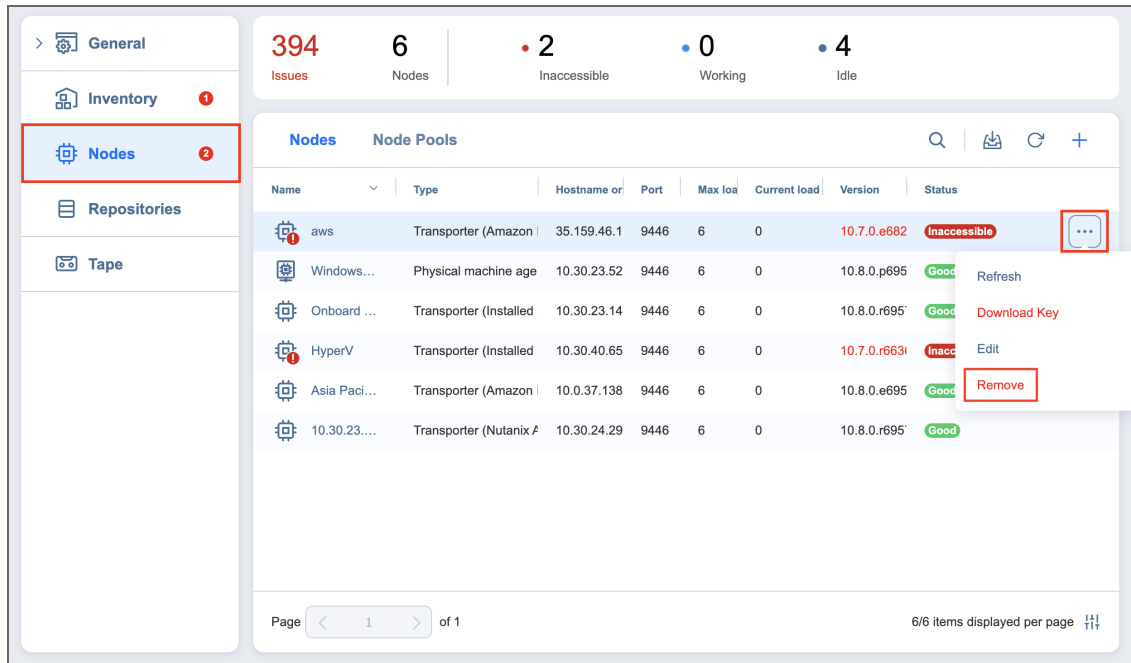 General
Inventory 1
Nodes 2
Repositories
Tape
394 6 2 0 4
Issues Nodes Inaccessible Working Idle
Nodes Node Pools
Name Type Hostname or Port Max loa Current load Version Status
aws Transporter (Amazon 35.159.46.1 9446 6 0 10.7.0.e682 Inaccessible ...
Windows... Physical machine age 10.30.23.52 9446 6 0 10.8.0.p695 Good
Onboard ... Transporter (Installed 10.30.23.14 9446 6 0 10.8.0.r695 Good
HyperV Transporter (Installed 10.30.40.65 9446 6 0 10.7.0.r663 Inacc
Asia Paci... Transporter (Amazon 10.0.37.138 9446 6 0 10.8.0.e695 Good
10.30.23.... Transporter (Nutanix A 10.30.24.29 9446 6 0 10.8.0.r695 Good
Refresh
Download Key
Edit
Remove
Page 1 of 1
6/6 items displayed per page